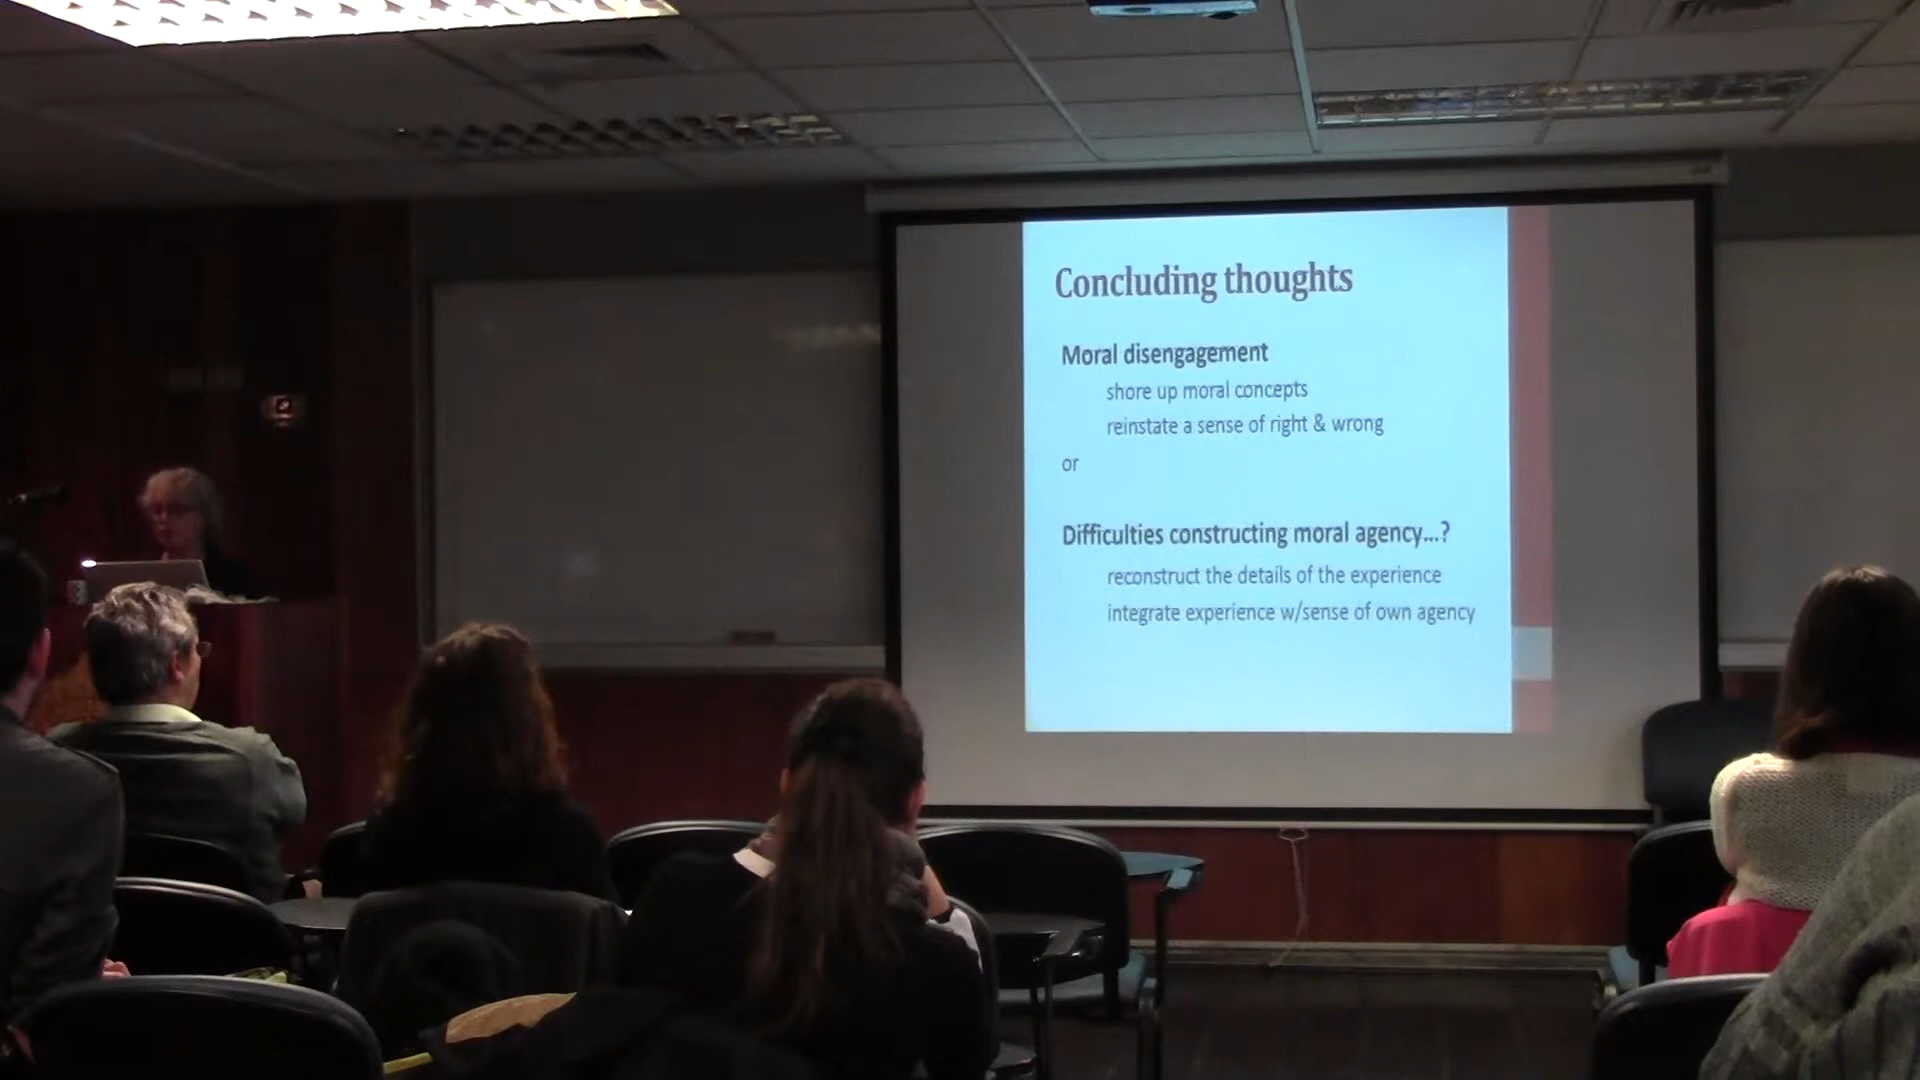 Concluding thoughts
Moral disengagement
shore up moral concepts
reinstate a sense of right & wrong
or
Difficulties constructing moral agency...?
reconstruct the details of the experience
integrate experience w/sense of own agency